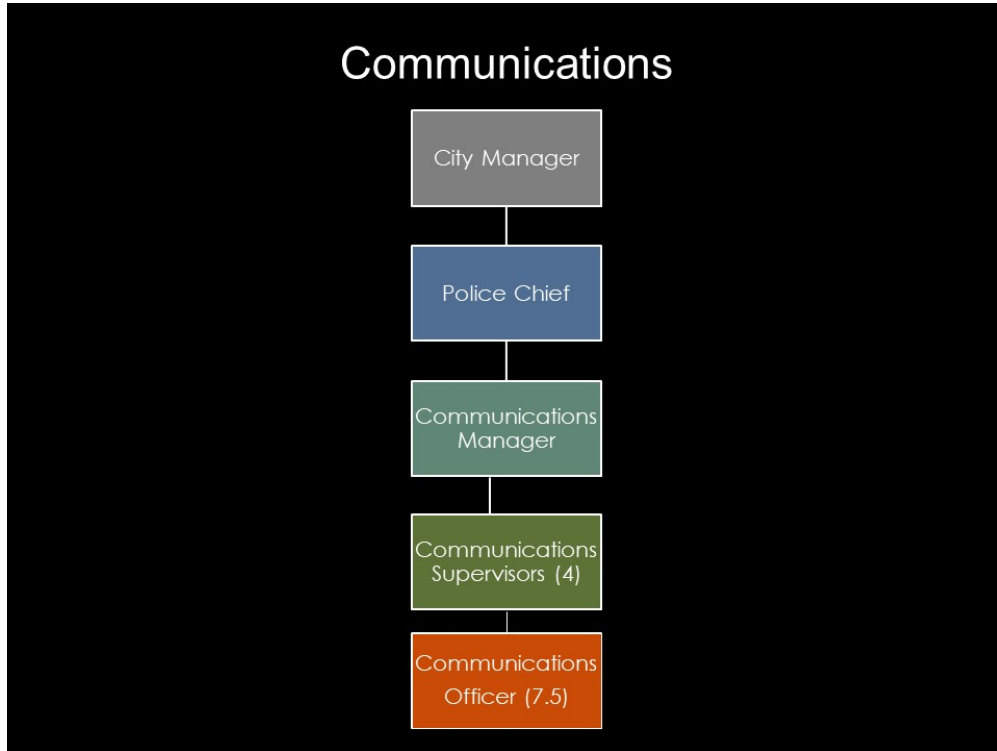 Communications
City Manager
Police Chief
Communications
Manager
Communications
Supervisors (4)
Communications
Officer (7.5)